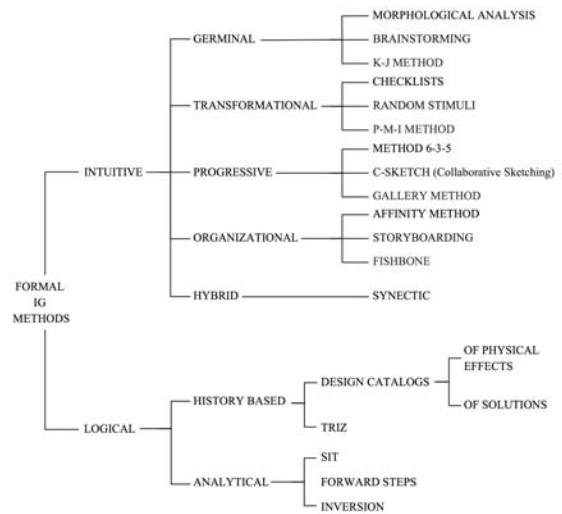 FORMAL
IG
METHODS
INTUITIVE
GERMINAL
MORPHOLOGICAL ANALYSIS
BRAINSTORMING
K-J METHOD
TRANSFORMATIONAL
CHECKLISTS
RANDOM STIMULI
P-M-I METHOD
PROGRESSIVE
METHOD 6-3-5
C-SKETCH (Collaborative Sketching)
GALLERY METHOD
ORGANIZATIONAL
AFFINITY METHOD
STORYBOARDING
FISHBONE
HYBRID
SYNECTIC
LOGICAL
HISTORY BASED
DESIGN CATALOGS
OF PHYSICAL
EFFECTS
OF SOLUTIONS
TRIZ
ANALYTICAL
SIT
FORWARD STEPS
INVERSION